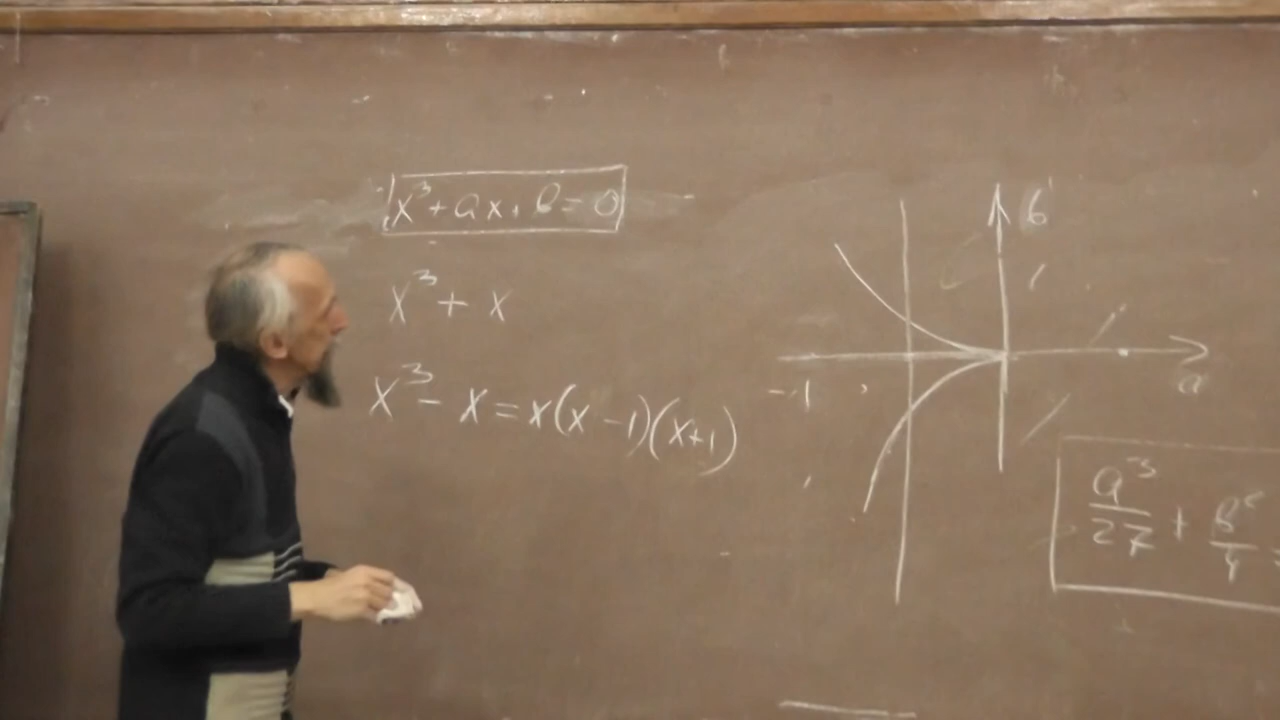 x³+ax+b=0
x³+x
x³-x=x(x-1)(x+1)
b
-1
a
a³/27+b²/4=